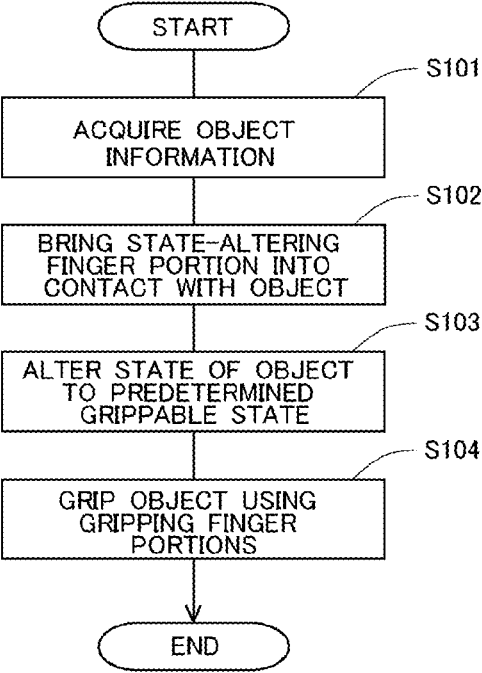 START
S101
ACQUIRE OBJECT
INFORMATION
S102
BRING STATE-ALTERING
FINGER PORTION INTO
CONTACT WITH OBJECT
S103
ALTER STATE OF OBJECT
TO PREDETERMINED
GRIPPABLE STATE
S104
GRIP OBJECT USING
GRIPPING FINGER
PORTIONS
END